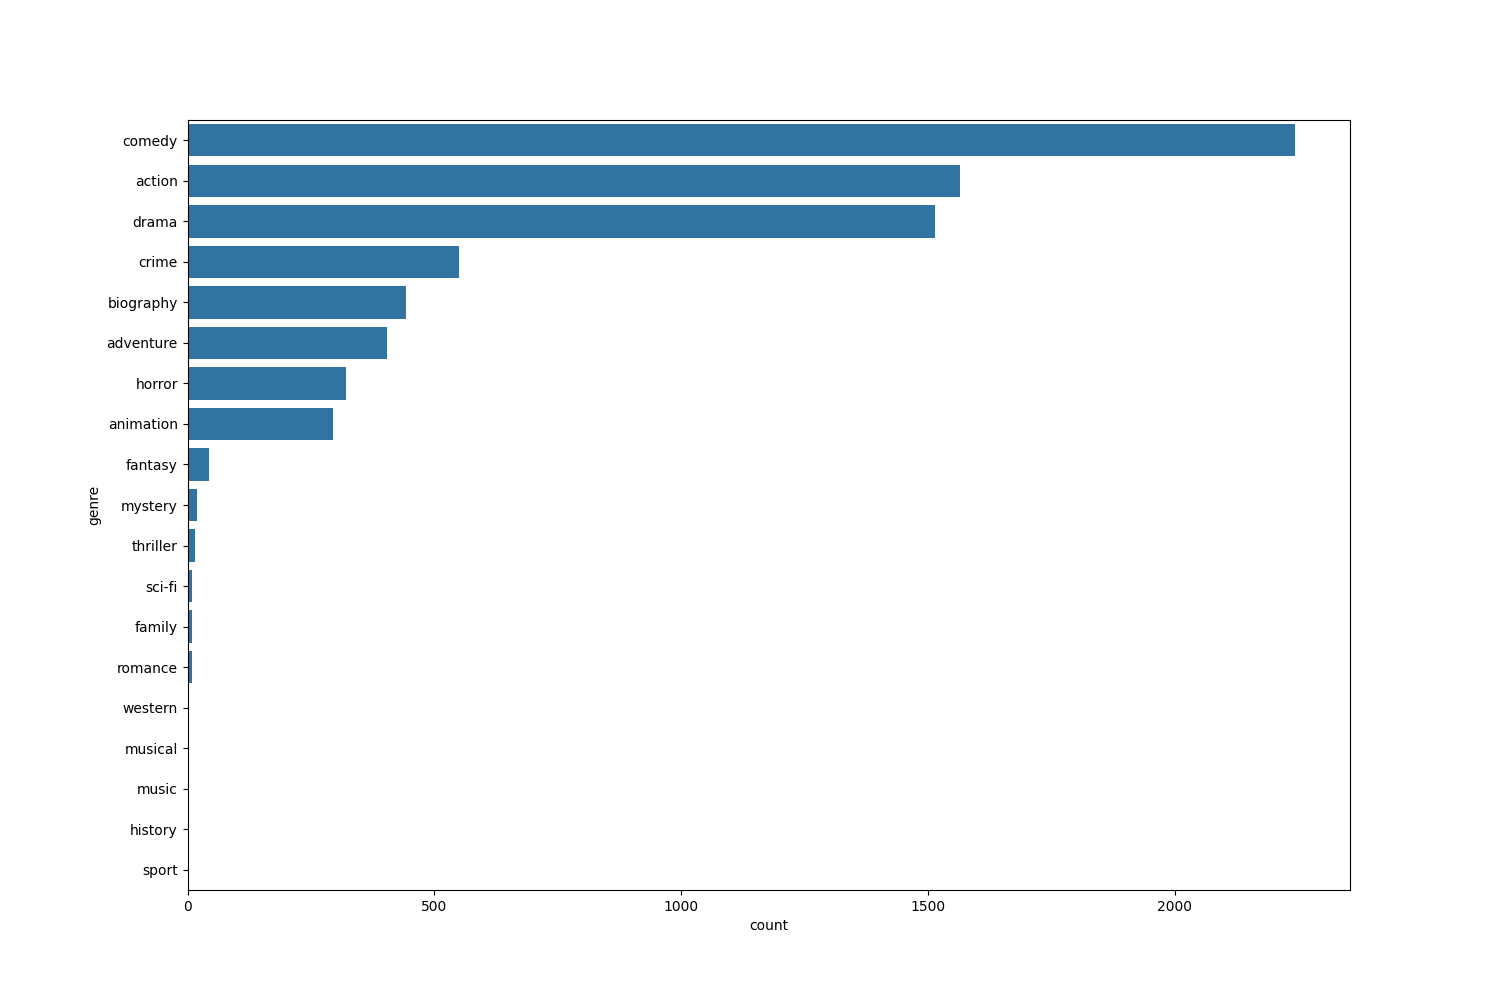 comedy
action
drama
crime
biography
adventure
horror
animation
fantasy
mystery
thriller
sci-fi
family
romance
western
musical
music
history
sport
genre
0 500 1000 1500 2000
count